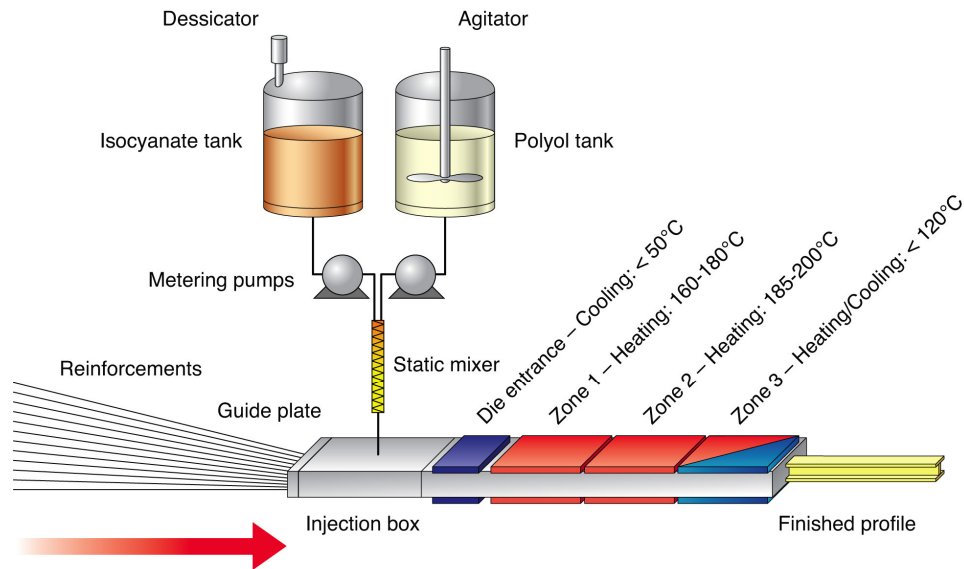 Dessicator
Agitator
Isocyanate tank
Polyol tank
Metering pumps
Static mixer
Reinforcements
Guide plate
Die entrance – Cooling: < 50°C
Zone 1 – Heating: 160-180°C
Zone 2 – Heating: 185-200°C
Zone 3 – Heating/Cooling: < 120°C
Injection box
Finished profile